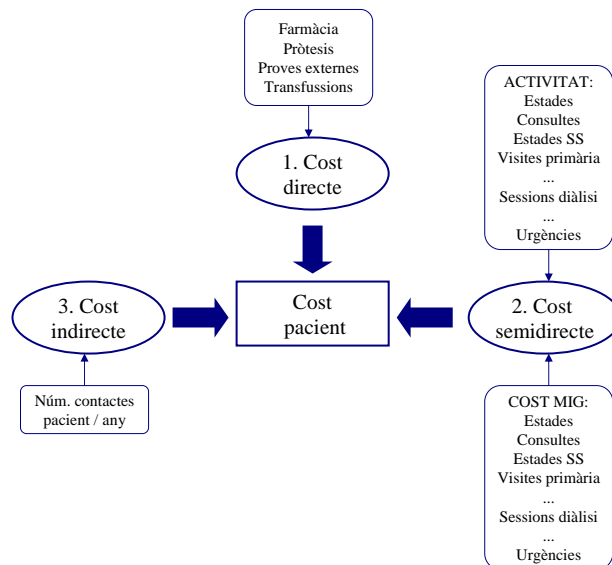 Farmàcia
Pròtesis
Proves externes
Transfussions
1. Cost
directe
ACTIVITAT:
Estades
Consultes
Estades SS
Visites primària
...
Sessions diàlisi
...
Urgències
3. Cost
indirecte
Cost
pacient
2. Cost
semidirecte
Núm. contactes
pacient / any
COST MIG:
Estades
Consultes
Estades SS
Visites primària
...
Sessions diàlisi
...
Urgències